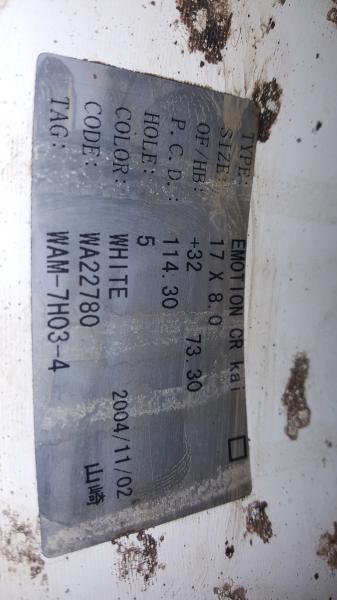 TYPE: EMOTION CR kai □
SIZE: 17 X 8.0
OF/HB: +32 73.30
P.C.D.: 114.30
HOLE: 5
COLOR: WHITE 2004/11/02
CODE: WA22780 山崎
TAG: WAM-7H03-4